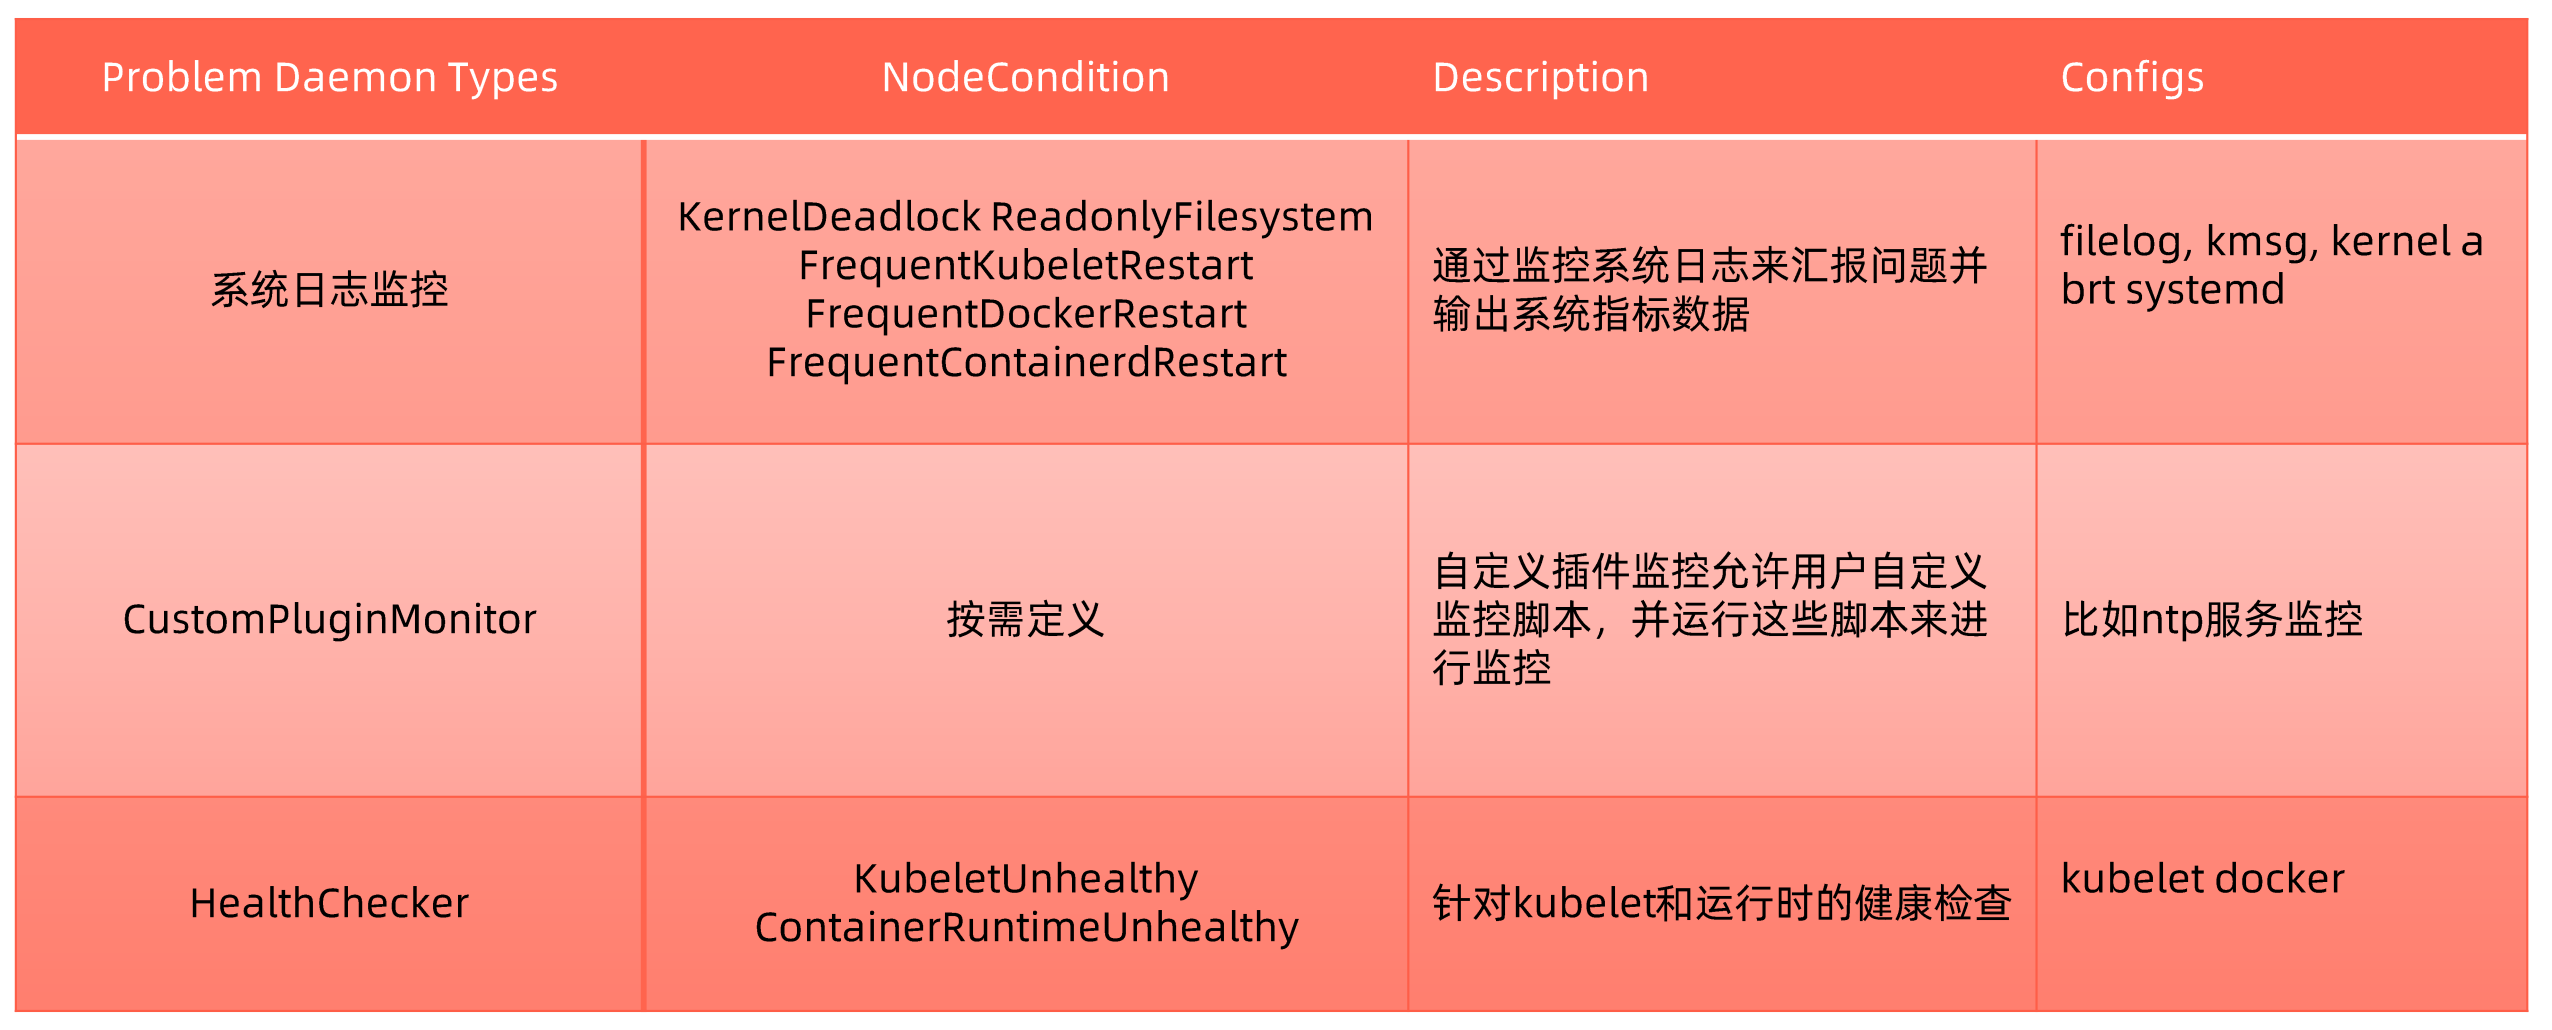 Problem Daemon Types
NodeCondition
Description
Configs
系统日志监控
KernelDeadlock ReadonlyFilesystem
FrequentKubeletRestart
FrequentDockerRestart
FrequentContainerdRestart
通过监控系统日志来汇报问题并
输出系统指标数据
filelog, kmsg, kernel a
brt systemd
CustomPluginMonitor
按需定义
自定义插件监控允许用户自定义
监控脚本，并运行这些脚本来进
行监控
比如ntp服务监控
HealthChecker
KubeletUnhealthy
ContainerRuntimeUnhealthy
针对kubelet和运行时的健康检查
kubelet docker